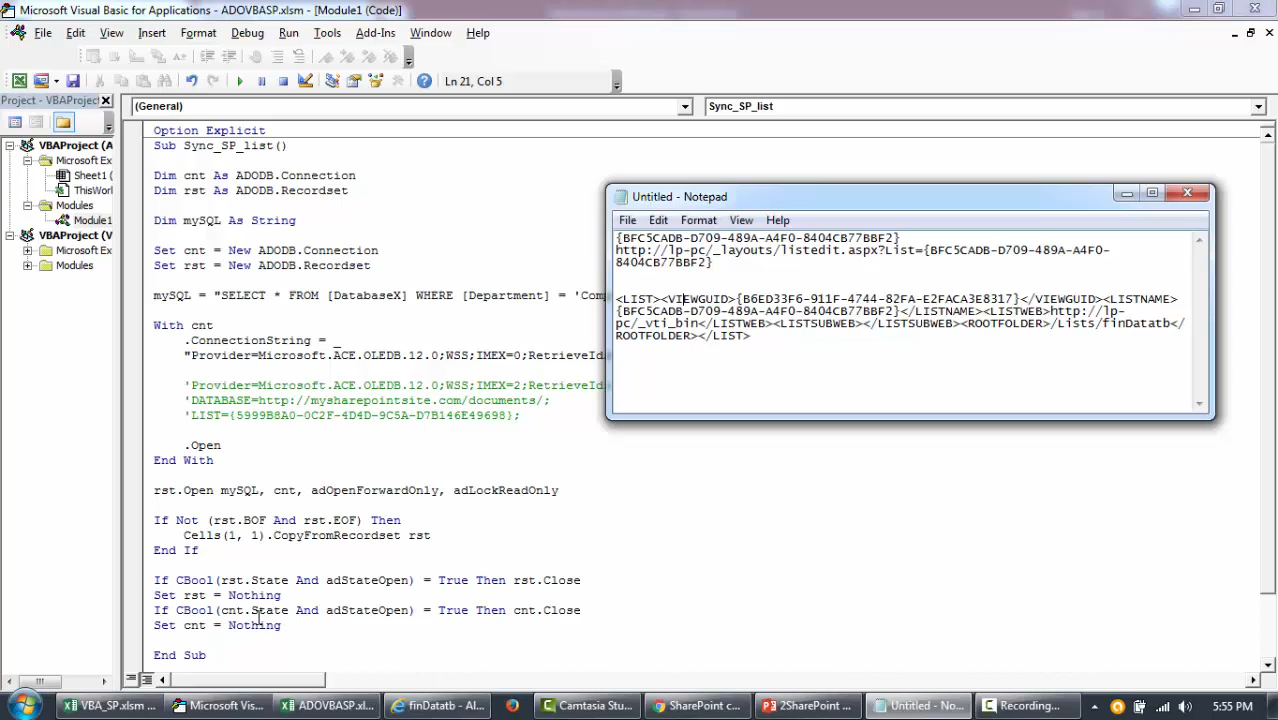 Microsoft Visual Basic for Applications - ADOVBASP.xlsm - [Module1 (Code)]
File Edit View Insert Format Debug Run Tools Add-Ins Window Help
Ln 21, Col 5
Project - VBAProject
(General) Sync_SP_list
VBAProject (A
Microsoft Ex
Sheet1 (
ThisWorl
Modules
Module1
VBAProject (V
Microsoft Ex
Modules
Option Explicit
Sub Sync_SP_list()
Dim cnt As ADODB.Connection
Dim rst As ADODB.Recordset
Dim mySQL As String
Set cnt = New ADODB.Connection
Set rst = New ADODB.Recordset
mySQL = "SELECT * FROM [DatabaseX] WHERE [Department] = 'Com
With cnt
.ConnectionString = _
"Provider=Microsoft.ACE.OLEDB.12.0;WSS;IMEX=0;RetrieveId
'Provider=Microsoft.ACE.OLEDB.12.0;WSS;IMEX=2;RetrieveId
'DATABASE=http://mysharepointsite.com/documents/;
'LIST={5999B8A0-0C2F-4D4D-9C5A-D7B146E49698};
.Open
End With
rst.Open mySQL, cnt, adOpenForwardOnly, adLockReadOnly
If Not (rst.BOF And rst.EOF) Then
Cells(1, 1).CopyFromRecordset rst
End If
If CBool(rst.State And adStateOpen) = True Then rst.Close
Set rst = Nothing
If CBool(cnt.State And adStateOpen) = True Then cnt.Close
Set cnt = Nothing
End Sub
Untitled - Notepad
File Edit Format View Help
{BFC5CADB-D709-489A-A4F0-8404CB77BBF2}
http://lp-pc/_layouts/listedit.aspx?List={BFC5CADB-D709-489A-A4F0-
8404CB77BBF2}
<LIST><VIEWGUID>{B6ED33F6-911F-4744-82FA-E2FACA3E8317}</VIEWGUID><LISTNAME>
{BFC5CADB-D709-489A-A4F0-8404CB77BBF2}</LISTNAME><LISTWEB>http://lp-
pc/_vti_bin</LISTWEB><LISTSUBWEB></LISTSUBWEB><ROOTFOLDER>/Lists/finDatatb</
ROOTFOLDER></LIST>
VBA_SP.xlsm ... Microsoft Visu... ADOVBASP.xls... finDatatb - Al... Camtasia Stu... SharePoint c... 2SharePoint ... Untitled - No... Recording... 5:55 PM